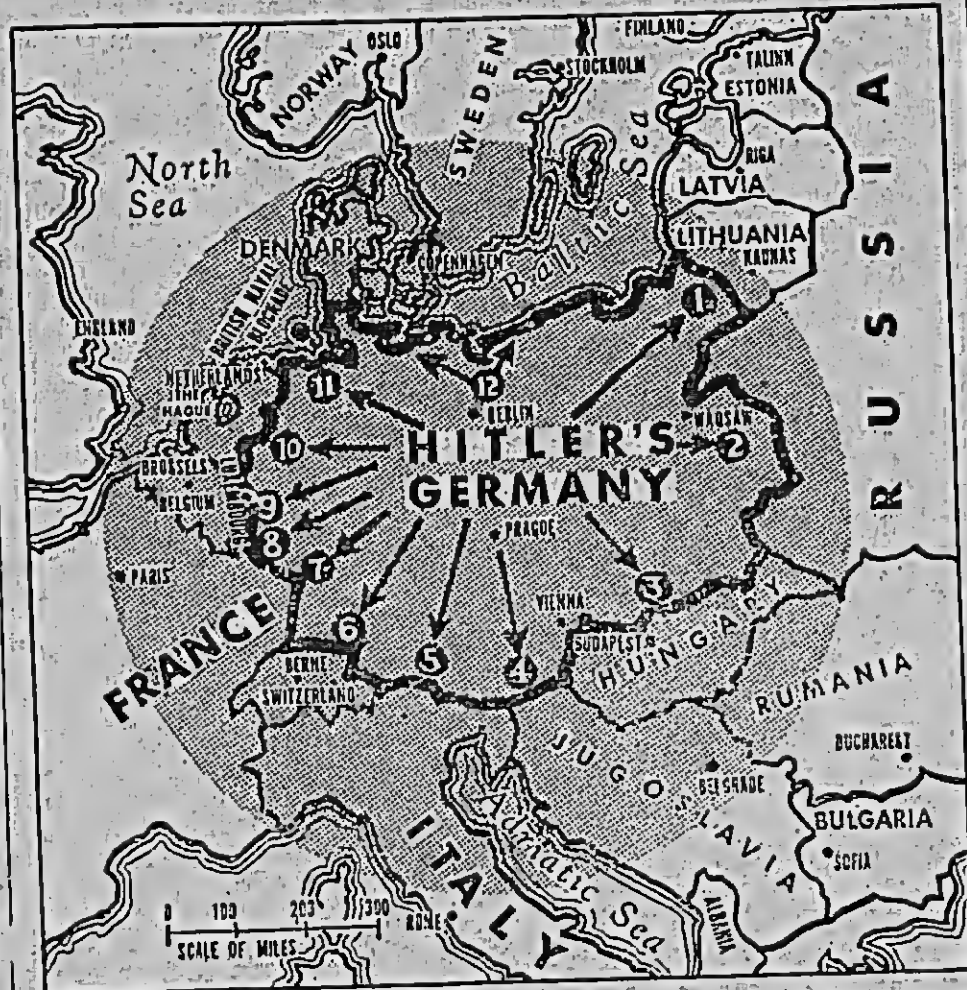 FINLAND
OSLO
NORWAY
SWEDEN
STOCKHOLM
TALINN
ESTONIA
RUSSIA
North
Sea
RIGA
LATVIA
Baltic Sea
LITHUANIA
KAUNAS
DENMARK
COPENHAGEN
BRITISH NAVAL
BLOCKADE
ENGLAND
1
NETHERLANDS
THE
HAGUE
11
12
BERLIN
WARSAW
2
10
HITLER'S
GERMANY
BRUSSELS
BELGIUM
LUXEMBOURG
9
8
7
PRAGUE
PARIS
3
FRANCE
6
VIENNA
BUDAPEST
HUNGARY
5
4
BERNE
SWITZERLAND
RUMANIA
BUCHAREST
JUGOSLAVIA
BELGRADE
BULGARIA
SOFIA
ITALY
Adriatic Sea
ALBANIA
ROME
0 100 200 300
SCALE OF MILES